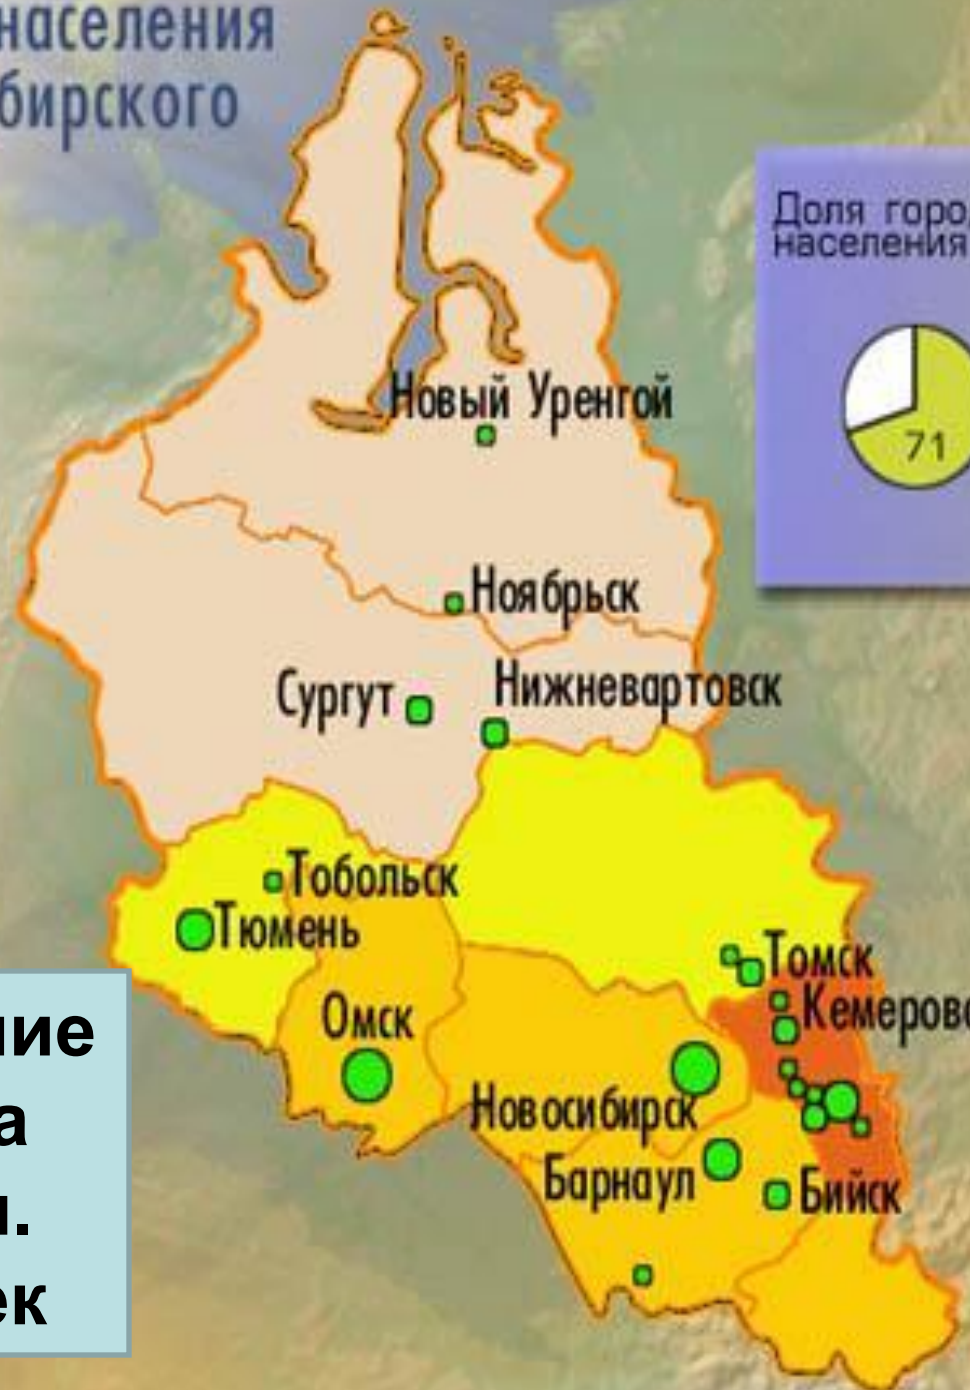 населения
бирского
Доля горо
населения
71
Новый Уренгой
Ноябрьск
Сургут
Нижневартовск
Тобольск
Тюмень
Томск
Кемерово
Омск
Новосибирск
Барнаул
Бийск
ние
а
ек